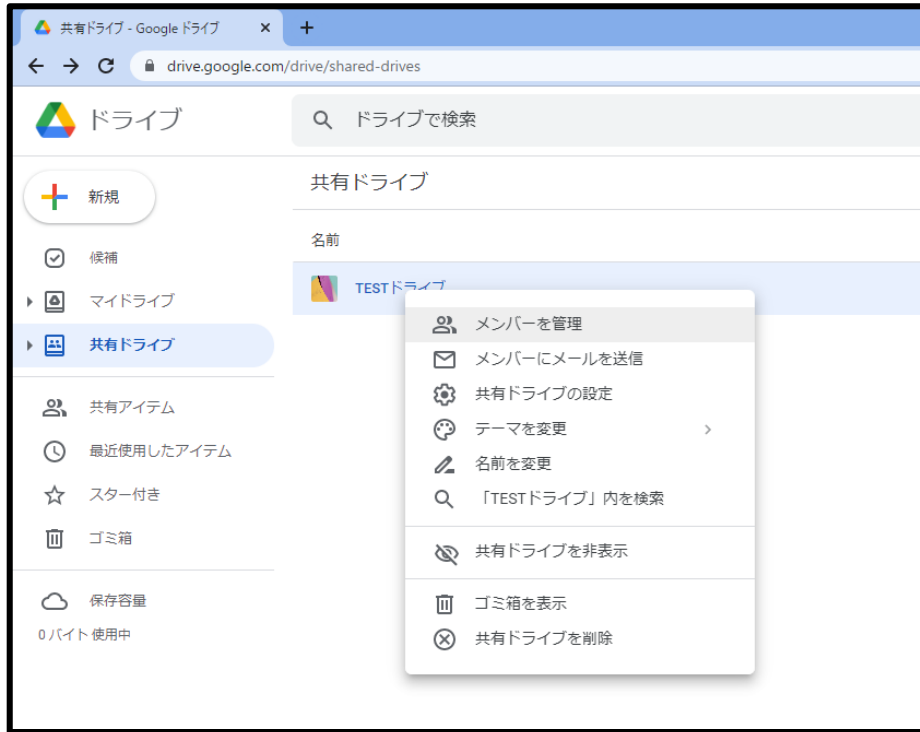 共有ドライブ - Google ドライブ
drive.google.com/drive/shared-drives
ドライブ
ドライブで検索
新規
候補
マイドライブ
共有ドライブ
共有アイテム
最近使用したアイテム
スター付き
ゴミ箱
保存容量
0 バイト 使用中
共有ドライブ
名前
TESTドライブ
メンバーを管理
メンバーにメールを送信
共有ドライブの設定
テーマを変更
名前を変更
「TESTドライブ」内を検索
共有ドライブを非表示
ゴミ箱を表示
共有ドライブを削除